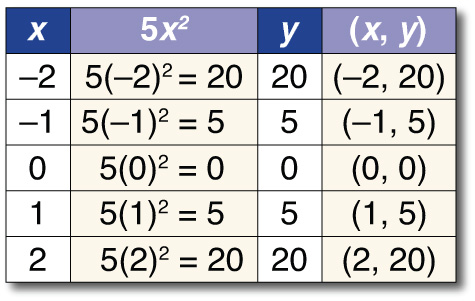 x 5x² y (x, y)
–2 5(–2)² = 20 20 (–2, 20)
–1 5(–1)² = 5 5 (–1, 5)
0 5(0)² = 0 0 (0, 0)
1 5(1)² = 5 5 (1, 5)
2 5(2)² = 20 20 (2, 20)